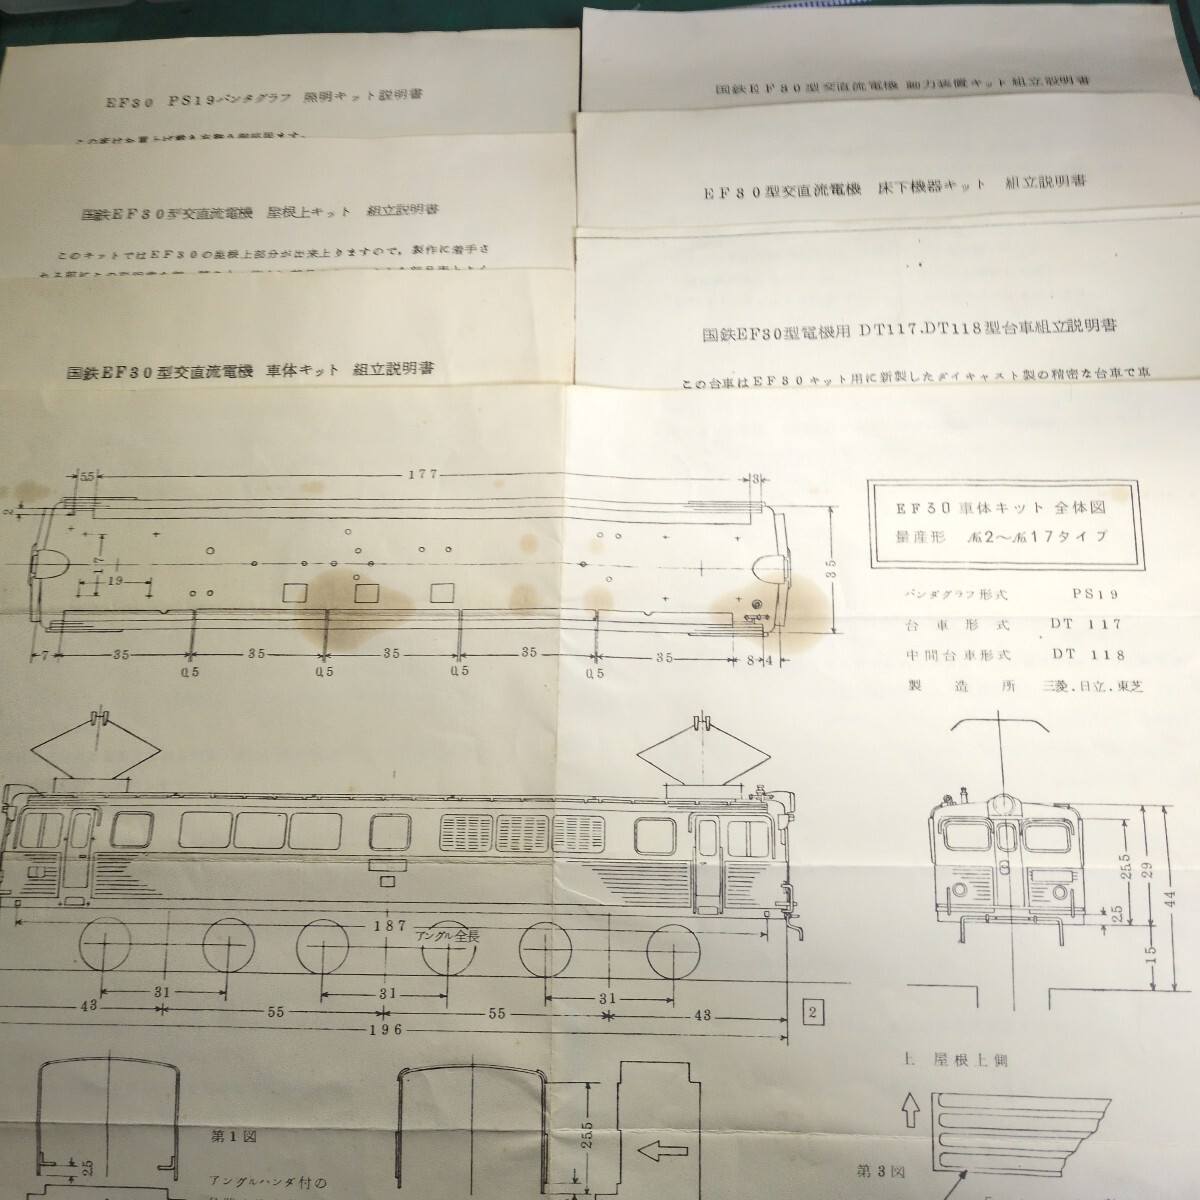 EF30 PS19パンタグラフ 照明キット説明書
国鉄EF30型交直流電機 屋根上キット 組立説明書
このキットではEF30の屋根上部分が出来上りますので,製作に着手さ
国鉄EF30型交直流電機 車体キット 組立説明書
国鉄EF30型交直流電機 動力装置キット組立説明書
EF30型交直流電機 床下機器キット 組立説明書
国鉄EF30型電機用 DT117.DT118型台車組立説明書
この台車はEF30キット用に新製したダイキャスト製の精密な台車で車
55 177 3
2
17
19
35
7 35 35 35 35 35 8 4
0.5 0.5 0.5 0.5
EF30車体キット 全体図
量産形 №2〜№17タイプ
パンタグラフ形式 PS19
台車形式 DT 117
中間台車形式 DT 118
製造所 三菱.日立.東芝
187
アングル全長
31 31 31
43 55 55 43
196
2
2.5 25.5 29 44
15
25
第1図
アングルハンダ付の
25.5
上 屋根上側
第3図